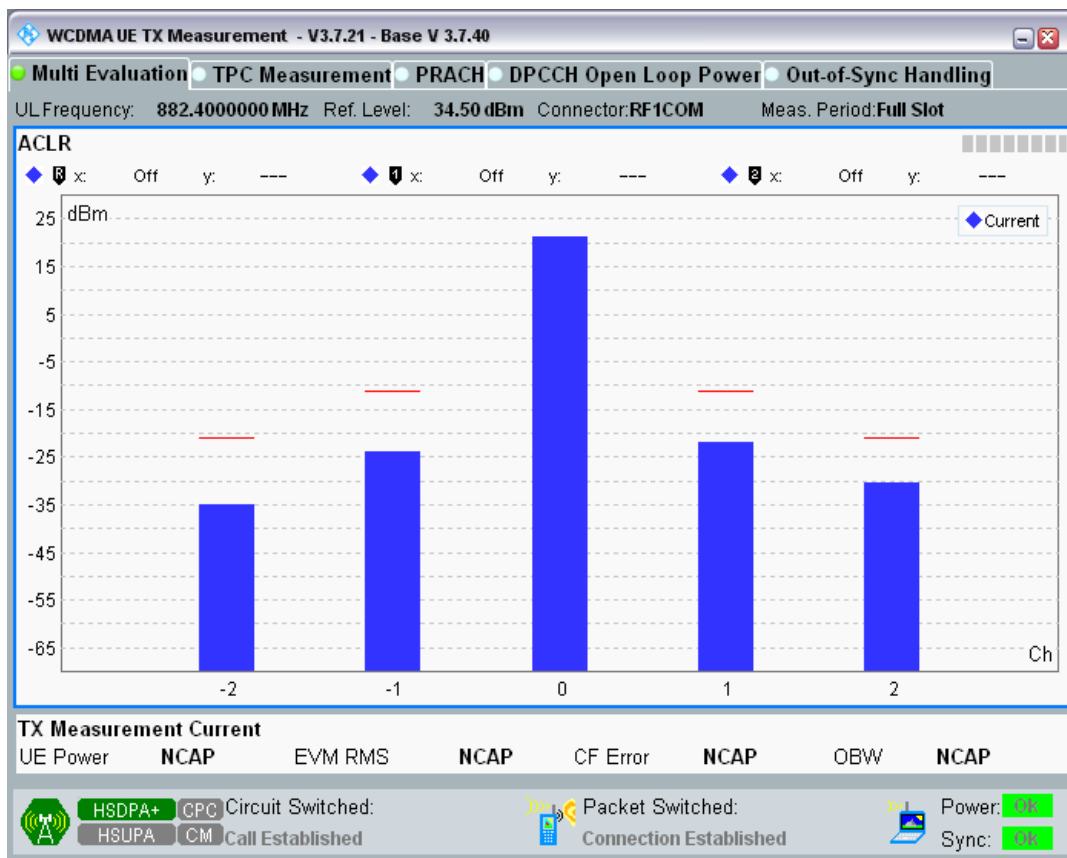 WCDMA UE TX Measurement - V3.7.21 - Base V 3.7.40
Multi Evaluation TPC Measurement PRACH DPCCH Open Loop Power Out-of-Sync Handling
UL Frequency: 882.4000000 MHz Ref. Level: 34.50 dBm Connector:RF1COM Meas. Period:Full Slot
ACLR
R x: Off y: --- 1 x: Off y: --- 2 x: Off y: ---
dBm
Current
25
15
5
-5
-15
-25
-35
-45
-55
-65
Ch
-2 -1 0 1 2
TX Measurement Current
UE Power NCAP EVM RMS NCAP CF Error NCAP OBW NCAP
HSDPA+ CPC Circuit Switched: Packet Switched: Power: Ok
HSUPA CM Call Established Connection Established Sync: Ok